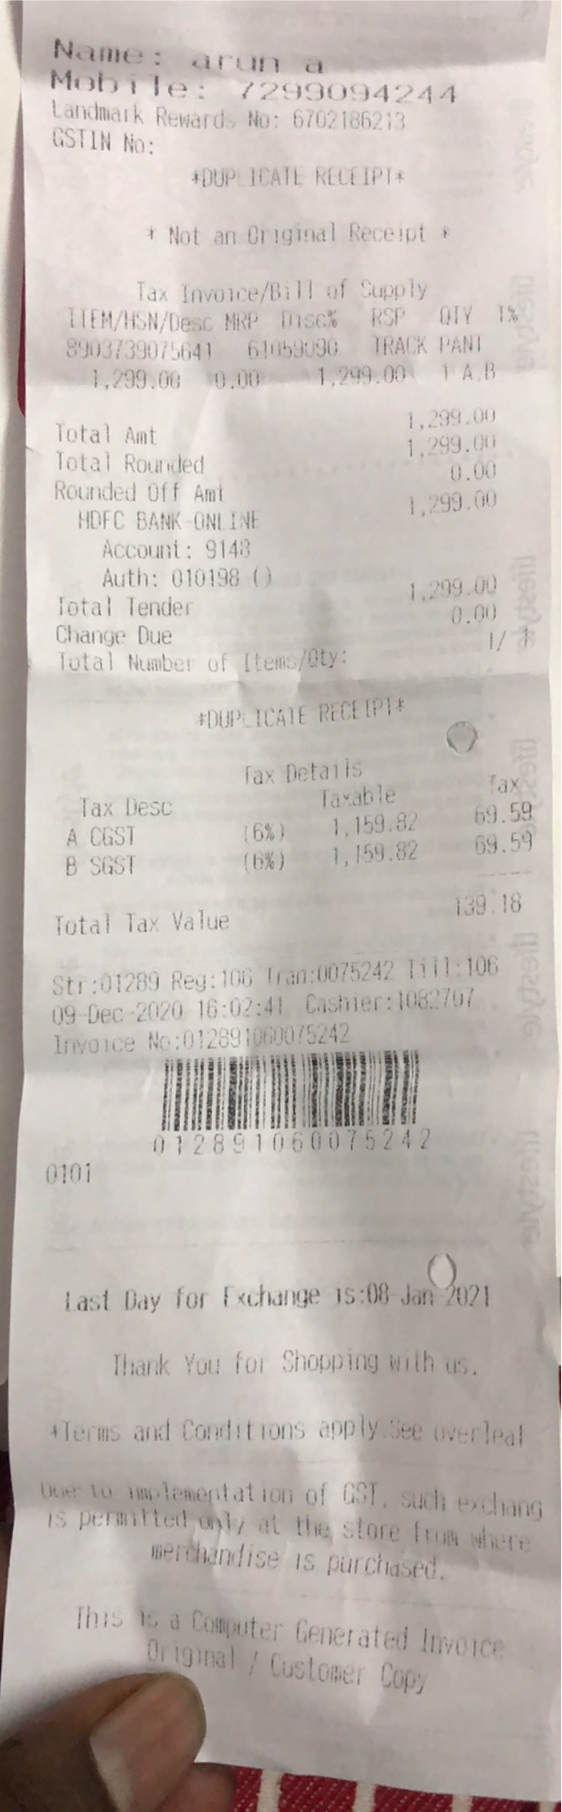 Name: arun a
Mobile: 7299094244
Landmark Rewards No: 6702186213
GSTIN No:
*DUPLICATE RECEIPT*
* Not an Original Receipt *
Tax Invoice/Bill of Supply
ITEM/HSN/Desc MRP Disc% RSP QTY T%
8903739075641 61059090 TRACK PANT
1,299.00 0.00 1,299.00 1 A.B
Total Amt 1,299.00
Total Rounded 1,299.00
Rounded Off Amt 0.00
HDFC BANK-ONLINE 1,299.00
Account: 9148
Auth: 010198 ()
Total Tender 1,299.00
Change Due 0.00
Total Number of Items/Qty: 1/ 1
*DUPLICATE RECEIPT*
Tax Details
Tax Desc Taxable Tax
A CGST (6%) 1,159.82 69.59
B SGST (6%) 1,159.82 69.59
Total Tax Value 139.18
Str:01289 Reg:106 Tran:0075242 Till:106
09-Dec-2020 16:02:41 Cashier:1082707
Invoice No:012891060075242
012891060075242
0101
Last Day for Exchange is:08-Jan-2021
Thank You for Shopping with us.
*Terms and Conditions apply.See overleaf
Due to implementation of GST, such exchang
is permitted only at the store from where
merchandise is purchased.
This is a Computer Generated Invoice
Original / Customer Copy